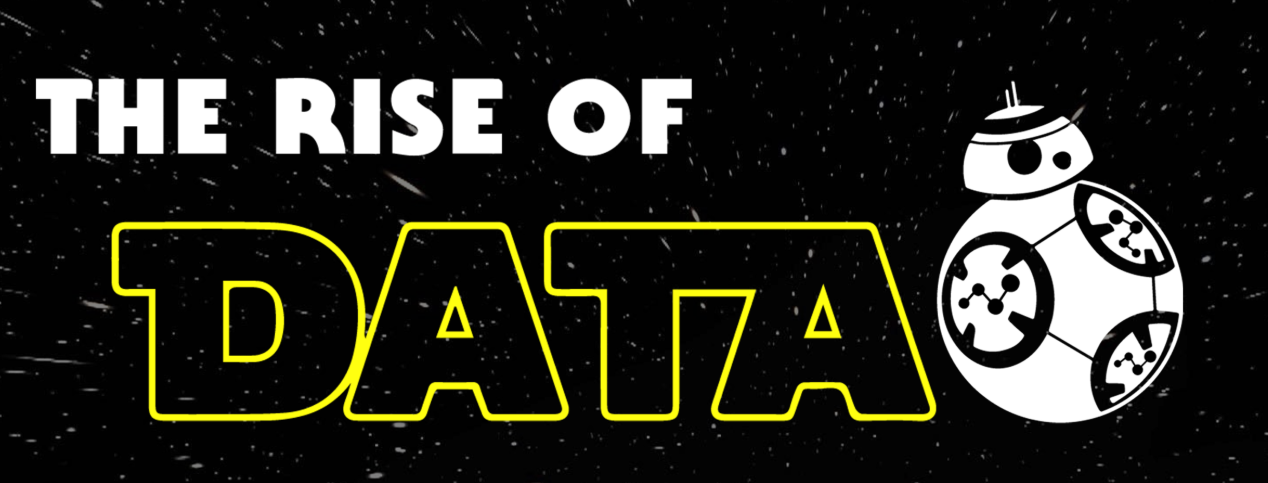 THE RISE OF
DATA